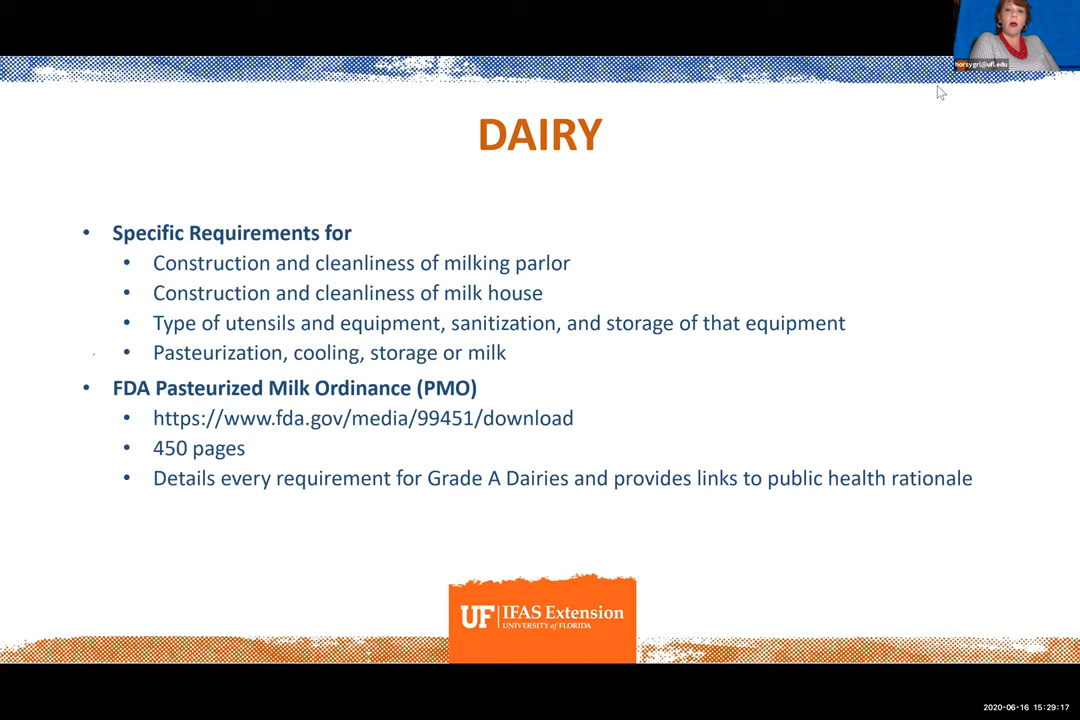 horsygrl@ufl.edu
DAIRY
• Specific Requirements for
• Construction and cleanliness of milking parlor
• Construction and cleanliness of milk house
• Type of utensils and equipment, sanitization, and storage of that equipment
• Pasteurization, cooling, storage or milk
• FDA Pasteurized Milk Ordinance (PMO)
• https://www.fda.gov/media/99451/download
• 450 pages
• Details every requirement for Grade A Dairies and provides links to public health rationale
UF IFAS Extension
UNIVERSITY of FLORIDA
2020-06-16 15:29:17